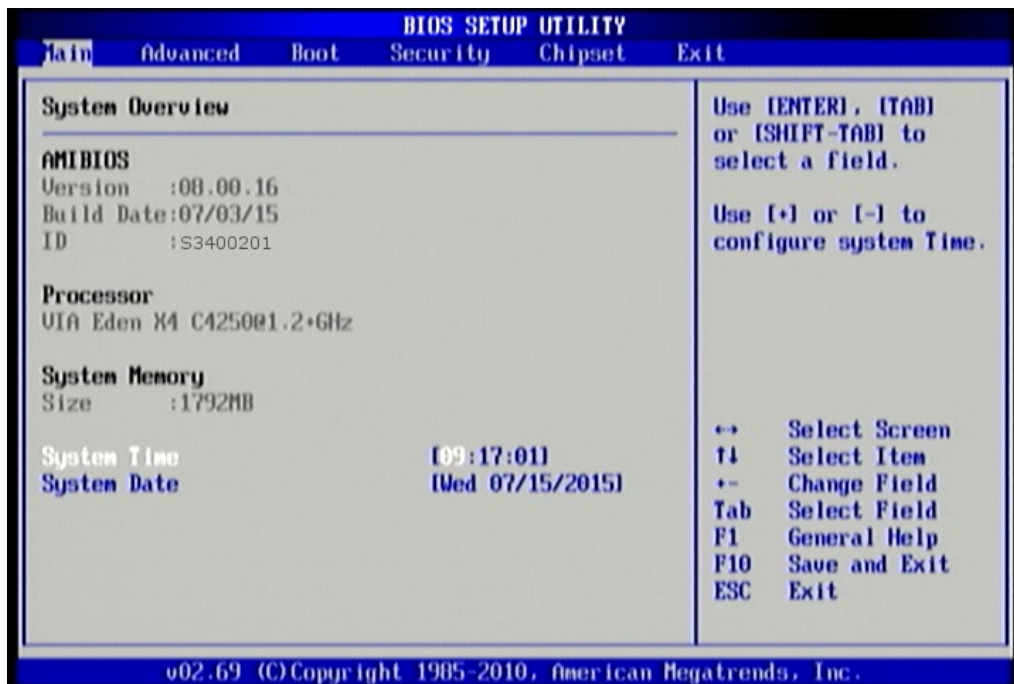 BIOS SETUP UTILITY
Main Advanced Boot Security Chipset Exit
System Overview
AMIBIOS
Version :08.00.16
Build Date:07/03/15
ID :S3400201
Processor
VIA Eden X4 C4250@1.2+GHz
System Memory
Size :1792MB
System Time [09:17:01]
System Date [Wed 07/15/2015]
Use [ENTER], [TAB]
or [SHIFT-TAB] to
select a field.
Use [+] or [-] to
configure system Time.
↔ Select Screen
↑↓ Select Item
+- Change Field
Tab Select Field
F1 General Help
F10 Save and Exit
ESC Exit
v02.69 (C)Copyright 1985-2010, American Megatrends, Inc.